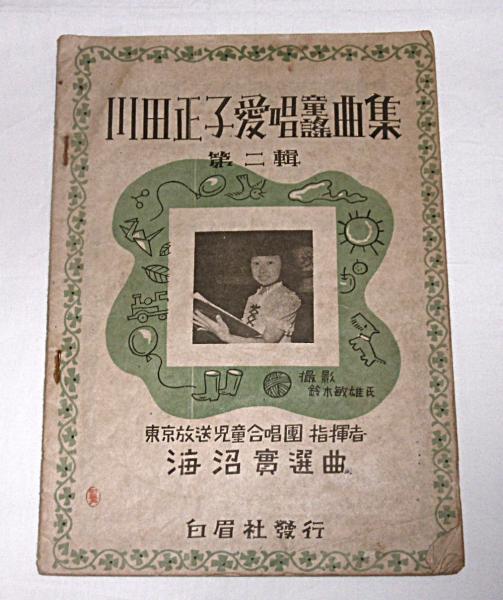 川田正子愛唱童謠曲集
第二輯
撮影
鈴木敏雄氏
東京放送児童合唱團 指揮者
海沼實選曲
白眉社發行